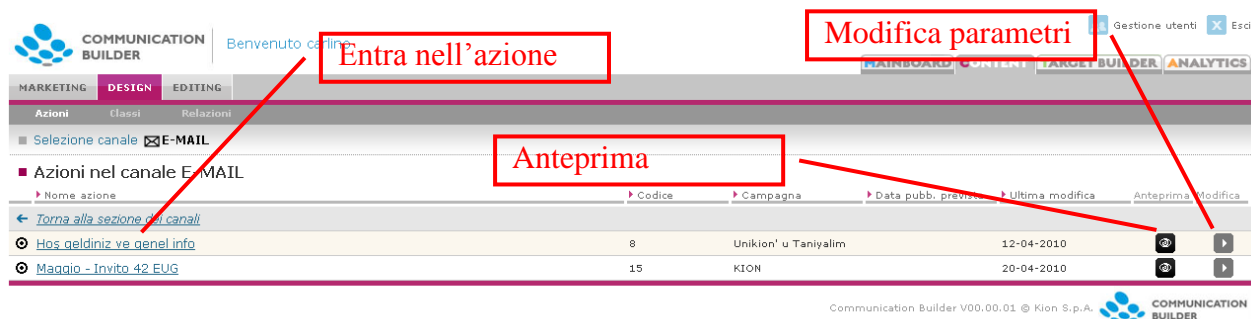 COMMUNICATION
BUILDER
Benvenuto carlino
Entra nell'azione
Modifica parametri
Gestione utenti
Esci
MAINBOARD CONTENT TARGET BUILDER ANALYTICS
MARKETING DESIGN EDITING
Azioni Classi Relazioni
Selezione canale E-MAIL
Anteprima
Azioni nel canale E-MAIL
Nome azione Codice Campagna Data pubb. prevista Ultima modifica Anteprima Modifica
Torna alla sezione dei canali
Hoş geldiniz ve genel info 8 Unikion' u Taniyalim 12-04-2010
Maggio - Invito 42 EUG 15 KION 20-04-2010
Communication Builder V00.00.01 @ Kion S.p.A.
COMMUNICATION
BUILDER